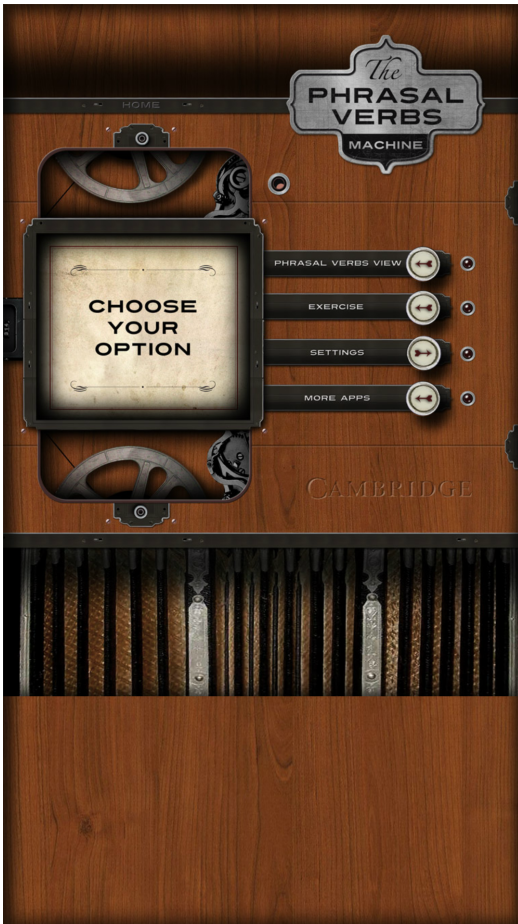 The
PHRASAL
VERBS
MACHINE
HOME
PHRASAL VERBS VIEW
CHOOSE
YOUR
OPTION
EXERCISE
SETTINGS
MORE APPS
CAMBRIDGE